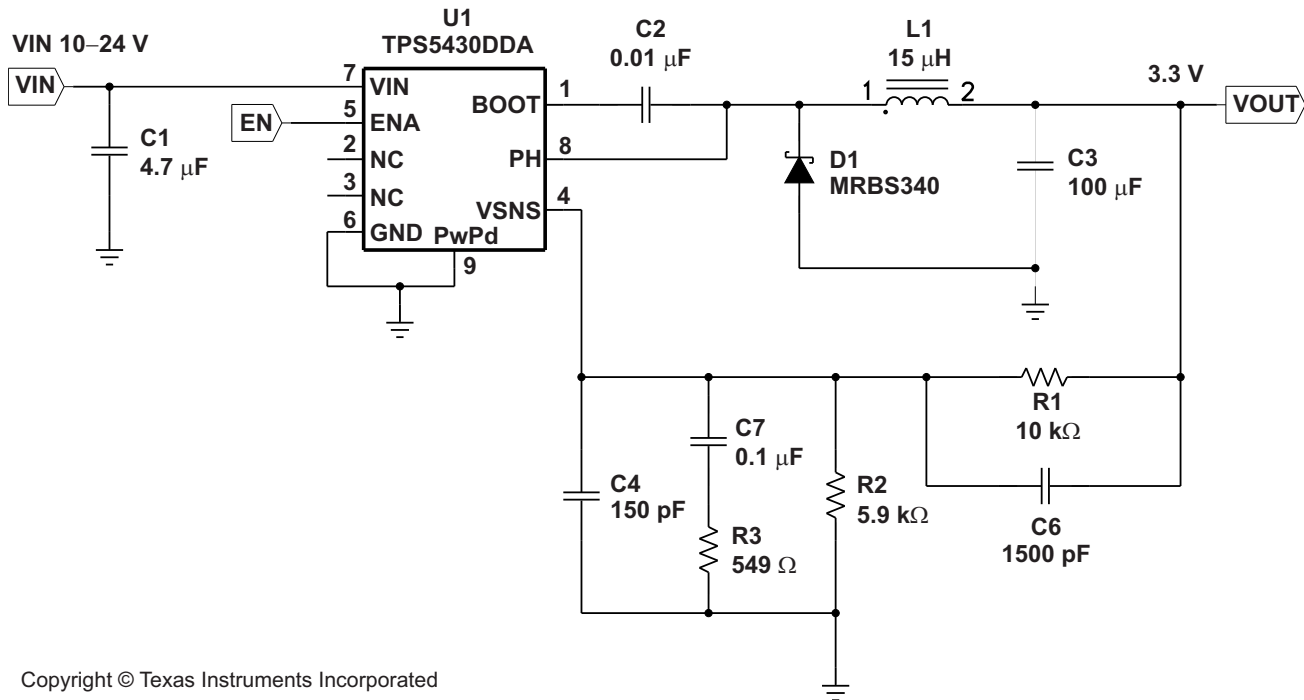 U1
TPS5430DDA
VIN 10–24 V
VIN
C1
4.7 μF
EN
7
5
2
3
6
VIN
ENA
NC
NC
GND
BOOT
PH
VSNS
PwPd
9
1
8
4
C2
0.01 μF
L1
15 μH
1
2
3.3 V
VOUT
D1
MRBS340
C3
100 μF
R1
10 kΩ
C7
0.1 μF
C4
150 pF
R3
549 Ω
R2
5.9 kΩ
C6
1500 pF
Copyright © Texas Instruments Incorporated